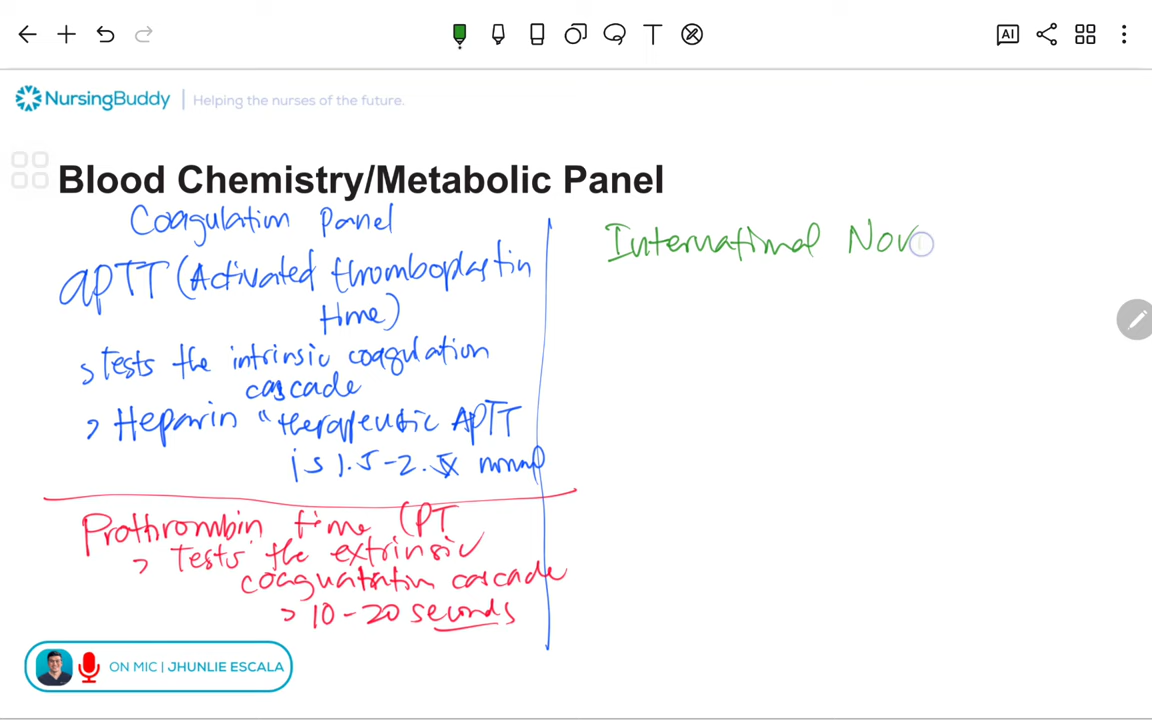 AI
NursingBuddy | Helping the nurses of the future.
Blood Chemistry/Metabolic Panel
Coagulation Panel
aPTT (Activated thromboplastin
time)
> Tests the intrinsic coagulation
cascade
> Heparin "therapeutic APTT
is 1.5-2.5x normal
Prothrombin time (PT
> Tests the extrinsic
coaguatation cascade
> 10-20 seconds
International Nor
ON MIC | JHUNLIE ESCALA